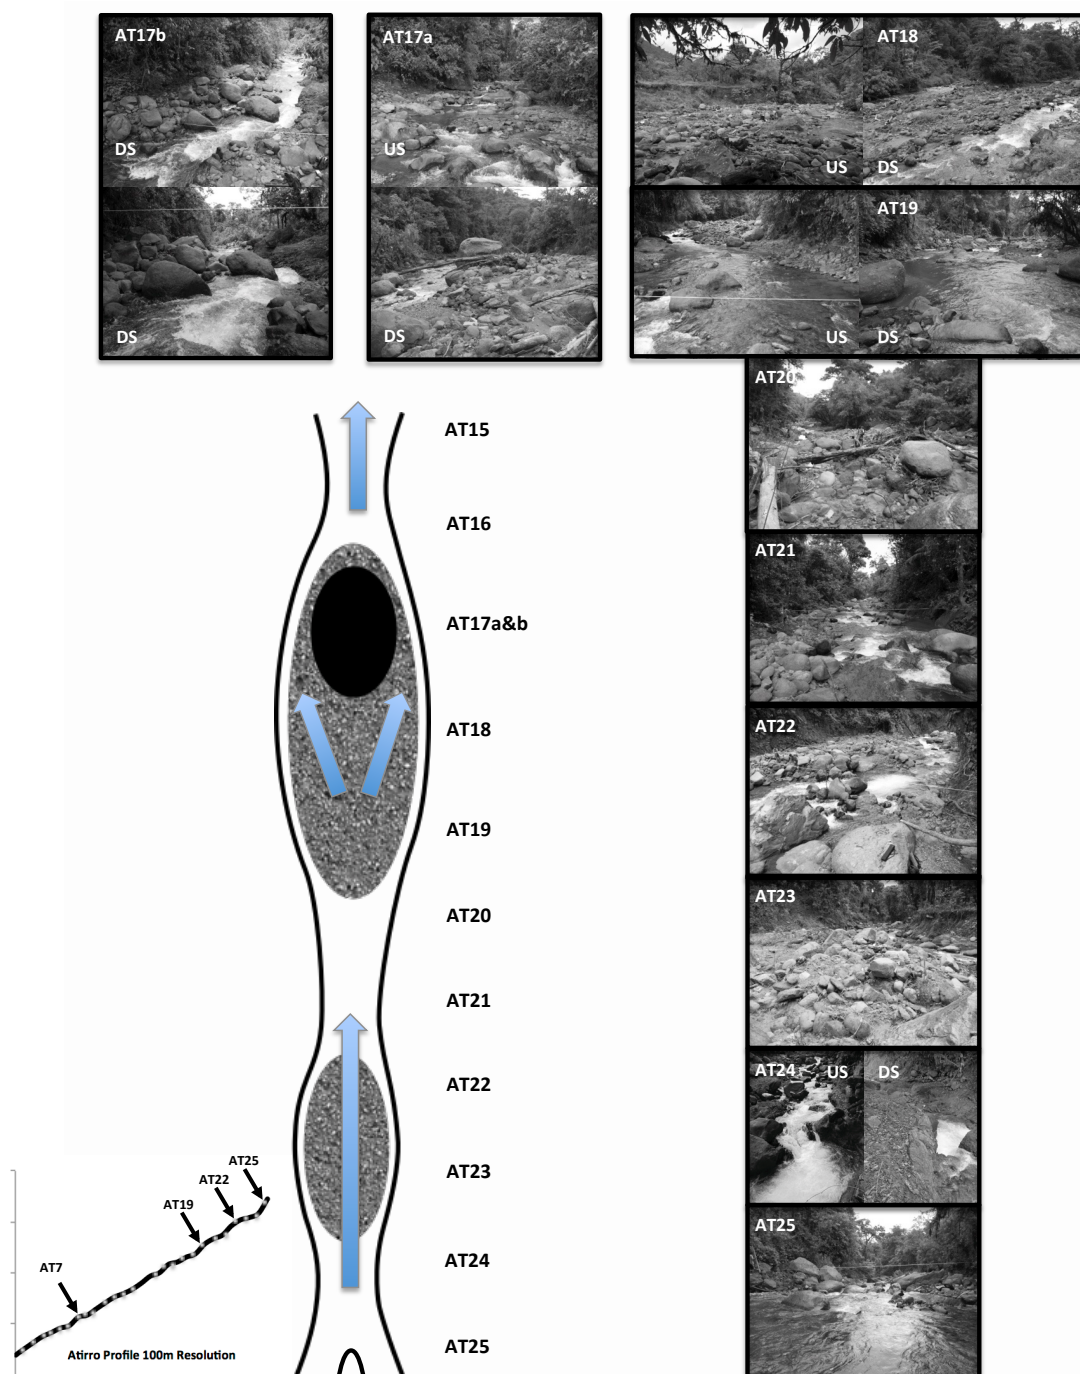 AT17b
DS
DS
AT17a
US
DS
AT18
US
DS
AT19
US
DS
AT20
AT21
AT22
AT23
AT24
US
DS
AT25
AT15
AT16
AT17a&b
AT18
AT19
AT20
AT21
AT22
AT23
AT24
AT25
AT25
AT22
AT19
AT7
Atirro Profile 100m Resolution